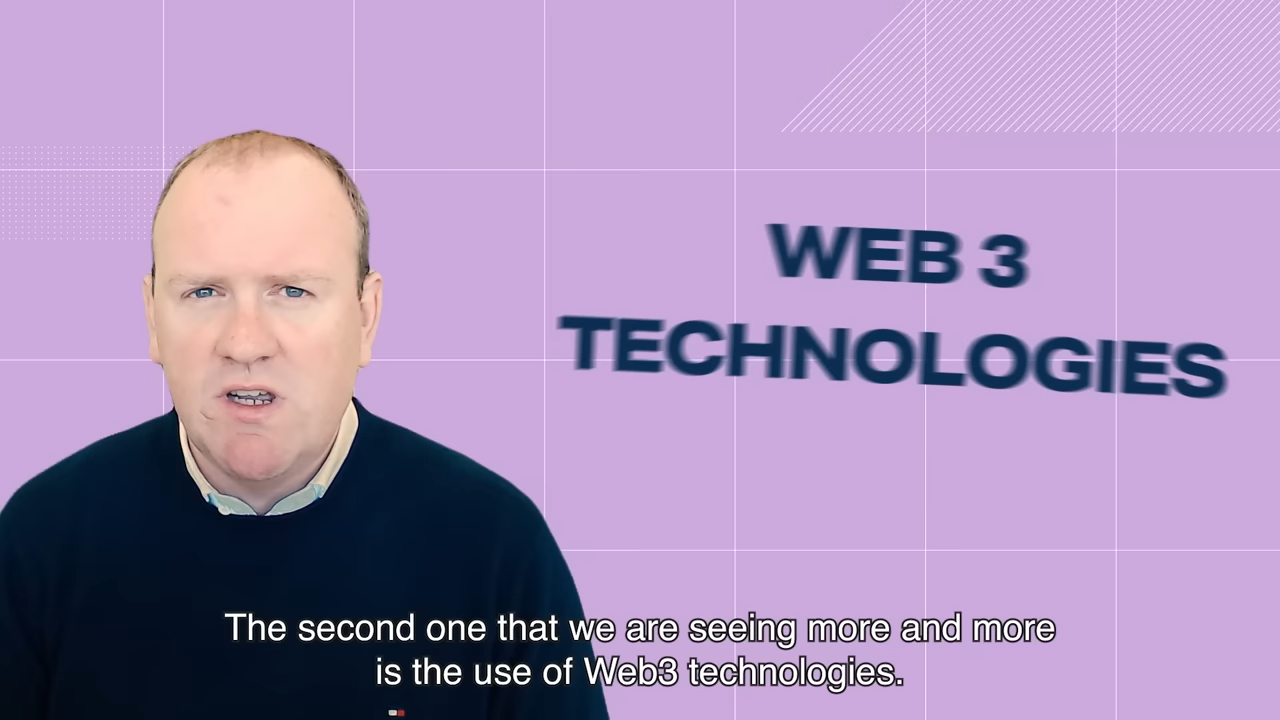 WEB 3
TECHNOLOGIES
The second one that we are seeing more and more
is the use of Web3 technologies.